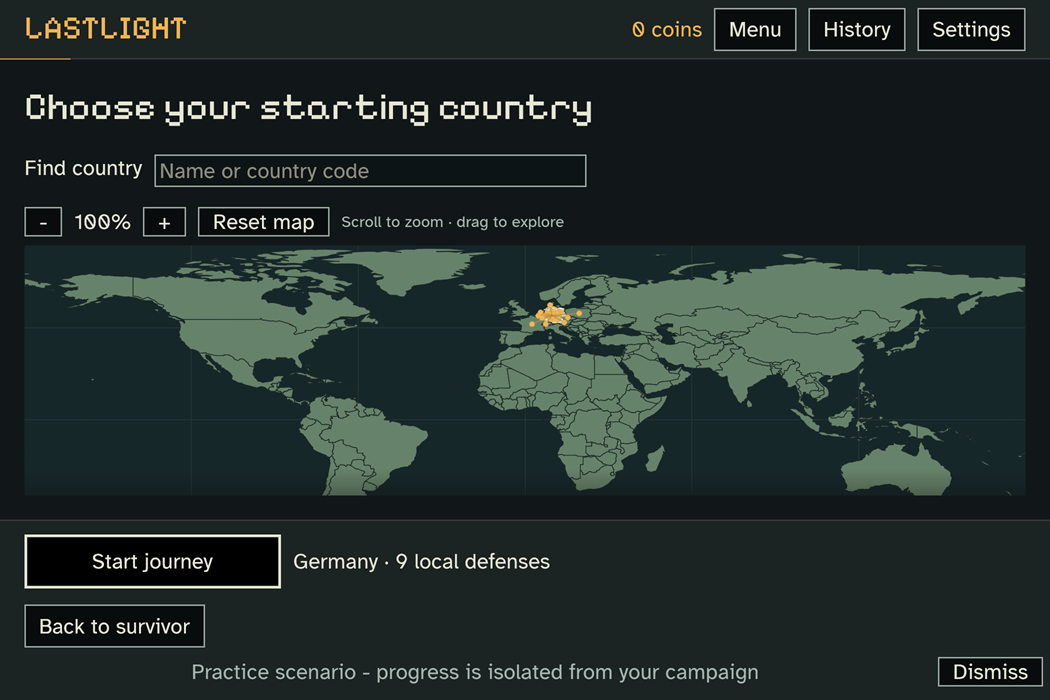 LASTLIGHT
0 coins
Menu
History
Settings
Choose your starting country
Find country
Name or country code
-
100%
+
Reset map
Scroll to zoom · drag to explore
Start journey
Germany · 9 local defenses
Back to survivor
Practice scenario - progress is isolated from your campaign
Dismiss